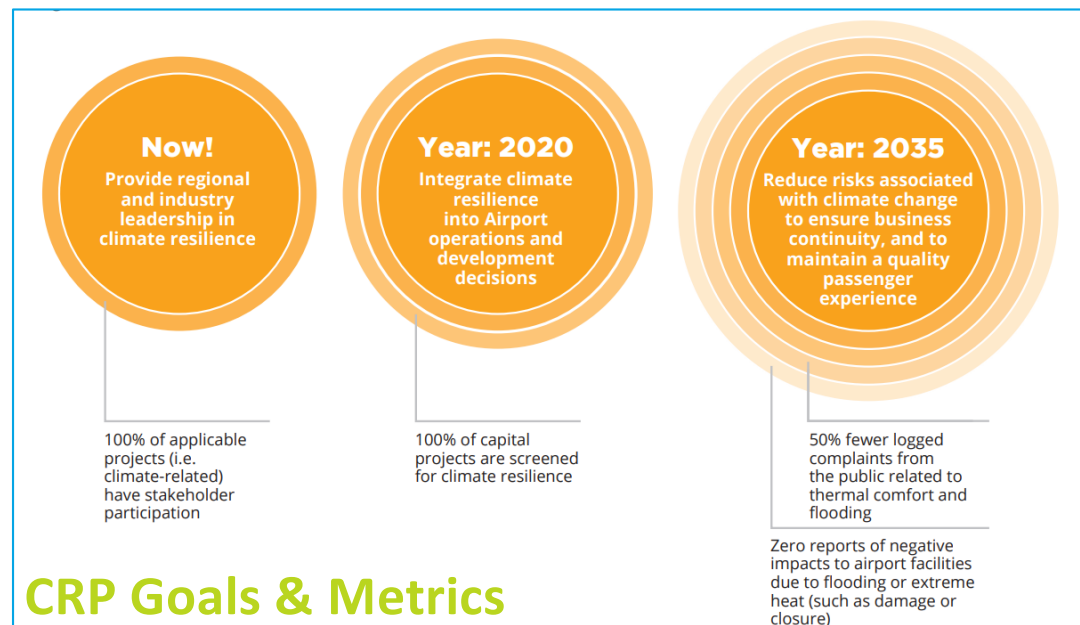 Now!
Provide regional
and industry
leadership in
climate resilience
Year: 2020
Integrate climate
resilience
into Airport
operations and
development
decisions
Year: 2035
Reduce risks associated
with climate change
to ensure business
continuity, and to
maintain a quality
passenger
experience
100% of applicable
projects (i.e.
climate-related)
have stakeholder
participation
100% of capital
projects are screened
for climate resilience
50% fewer logged
complaints from
the public related to
thermal comfort and
flooding
Zero reports of negative
impacts to airport facilities
due to flooding or extreme
heat (such as damage or
closure)
CRP Goals & Metrics